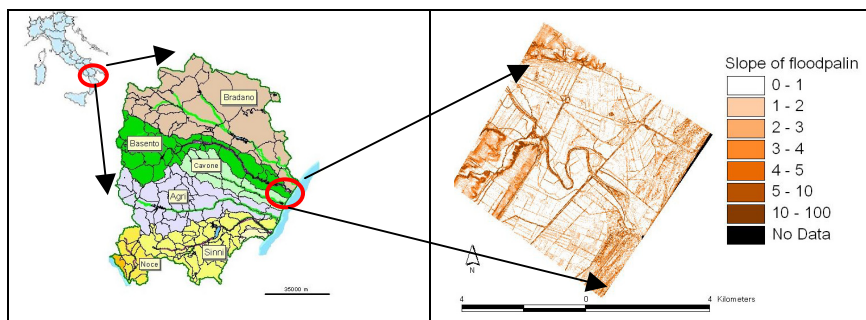 Bradano
Basento
Cavone
Agri
Sinni
Noce
35000 m
Slope of floodpalin
0 - 1
1 - 2
2 - 3
3 - 4
4 - 5
5 - 10
10 - 100
No Data
N
4 0 4 Kilometers